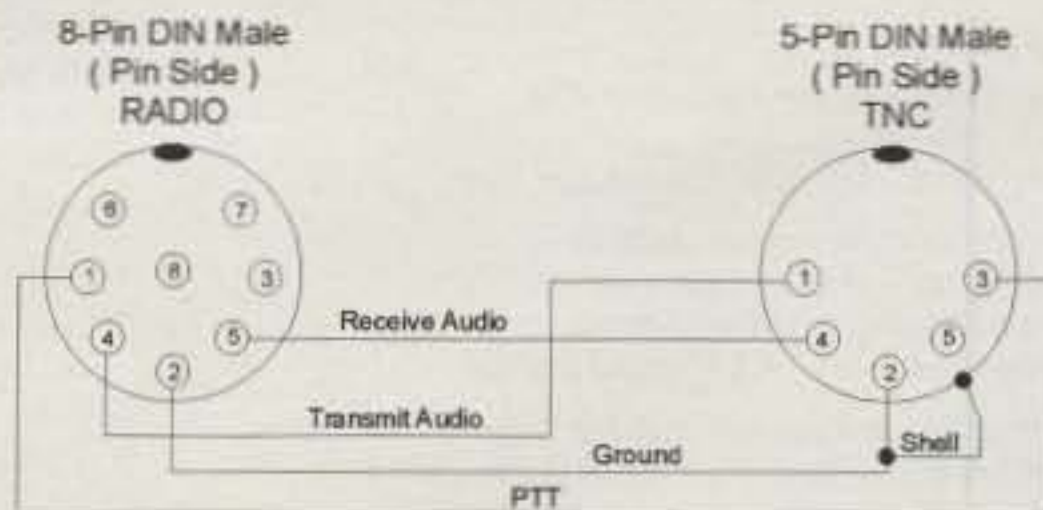 8-Pin DIN Male
( Pin Side )
RADIO
5-Pin DIN Male
( Pin Side )
TNC
6
7
1
8
3
4
5
2
1
3
4
5
2
Receive Audio
Transmit Audio
Ground
Shell
PTT